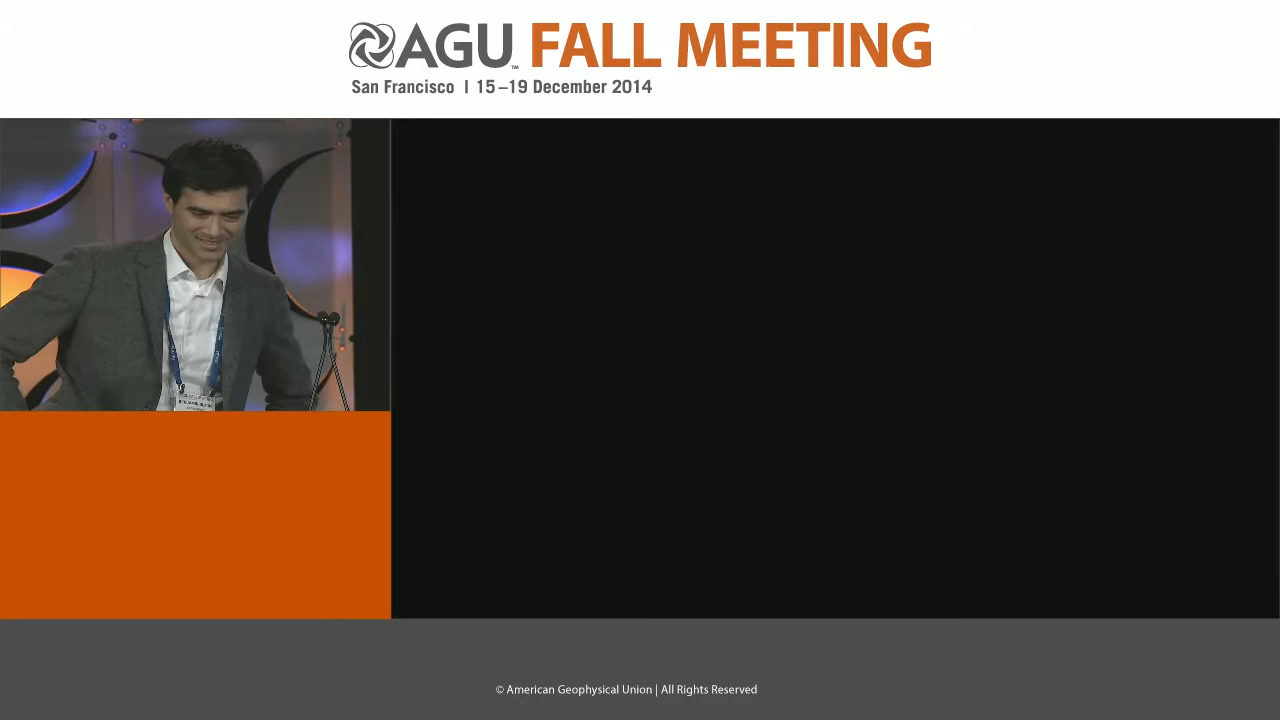 AGU FALL MEETING
San Francisco | 15–19 December 2014
© American Geophysical Union | All Rights Reserved